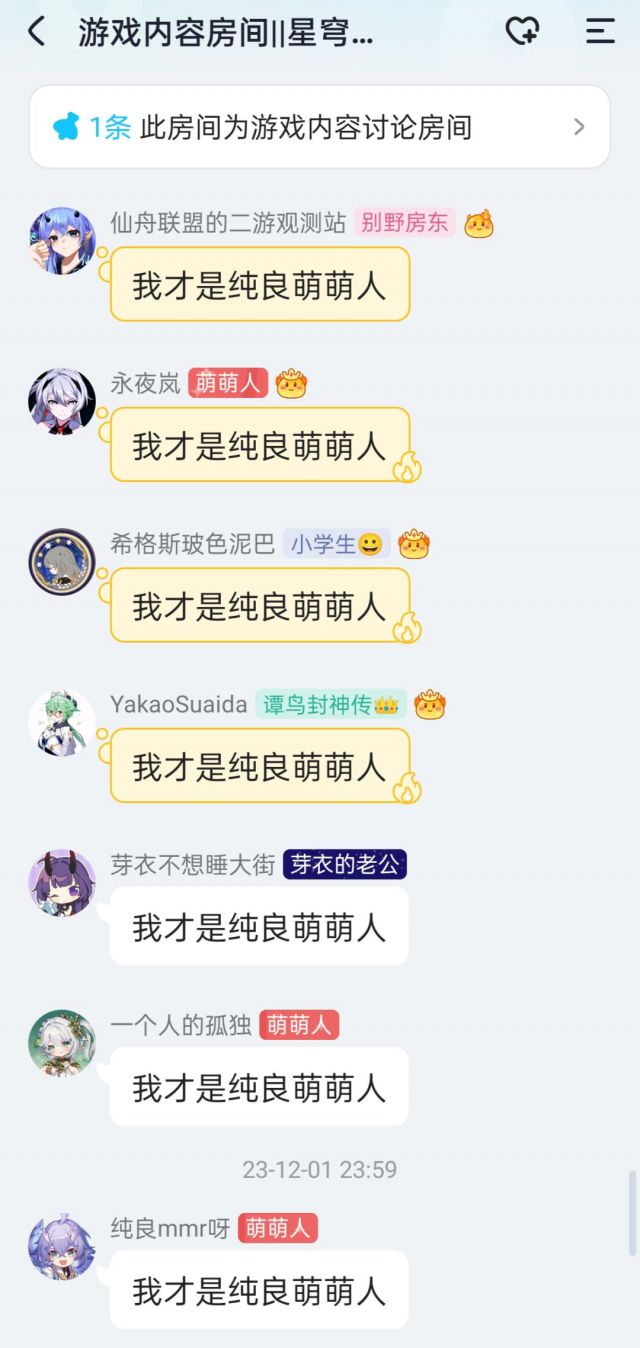 游戏内容房间||星穹...
1条 此房间为游戏内容讨论房间
仙舟联盟的二游观测站 别野房东
我才是纯良萌萌人
永夜岚 萌萌人
我才是纯良萌萌人
希格斯玻色泥巴 小学生😀
我才是纯良萌萌人
YakaoSuaida 谭鸟封神传👑
我才是纯良萌萌人
芽衣不想睡大街 芽衣的老公
我才是纯良萌萌人
一个人的孤独 萌萌人
我才是纯良萌萌人
23-12-01 23:59
纯良mmr呀 萌萌人
我才是纯良萌萌人